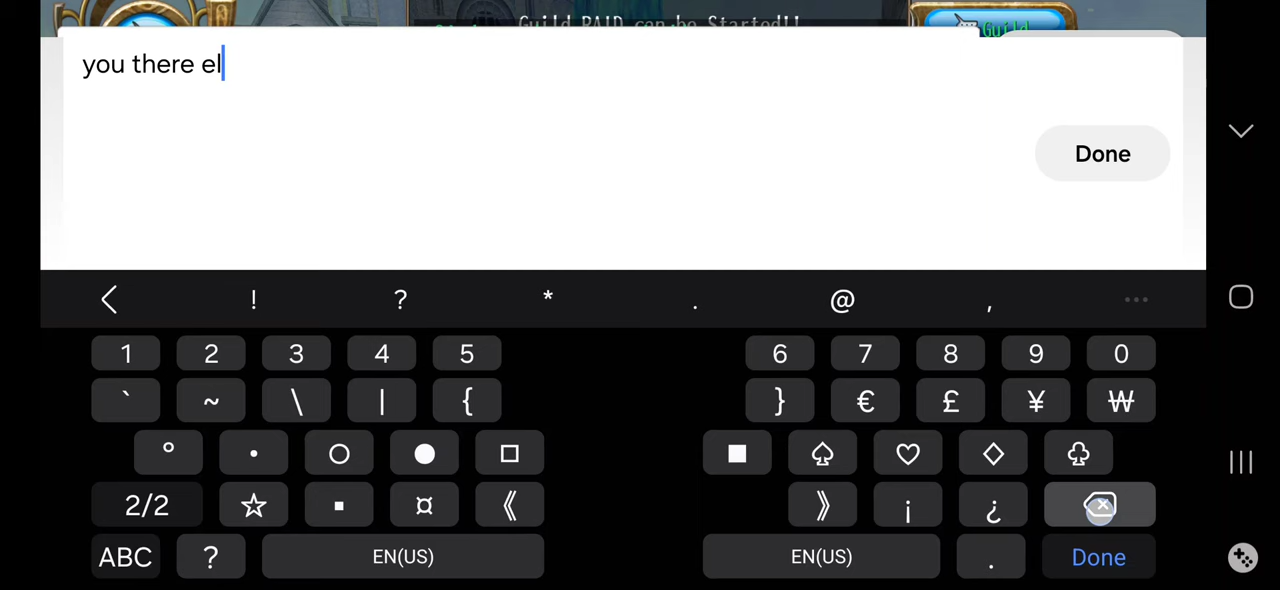 Guild RAID can be Started!!
Guild
you there el
Done
! ? * . @ , ...
1 2 3 4 5 6 7 8 9 0
` ~ \ | { } € £ ¥ ₩
° • ○ ● □ ■ ♤ ♡ ◇ ♧
2/2 ☆ ▪ ¤ 《 》 ¡ ¿
ABC ? EN(US) EN(US) . Done